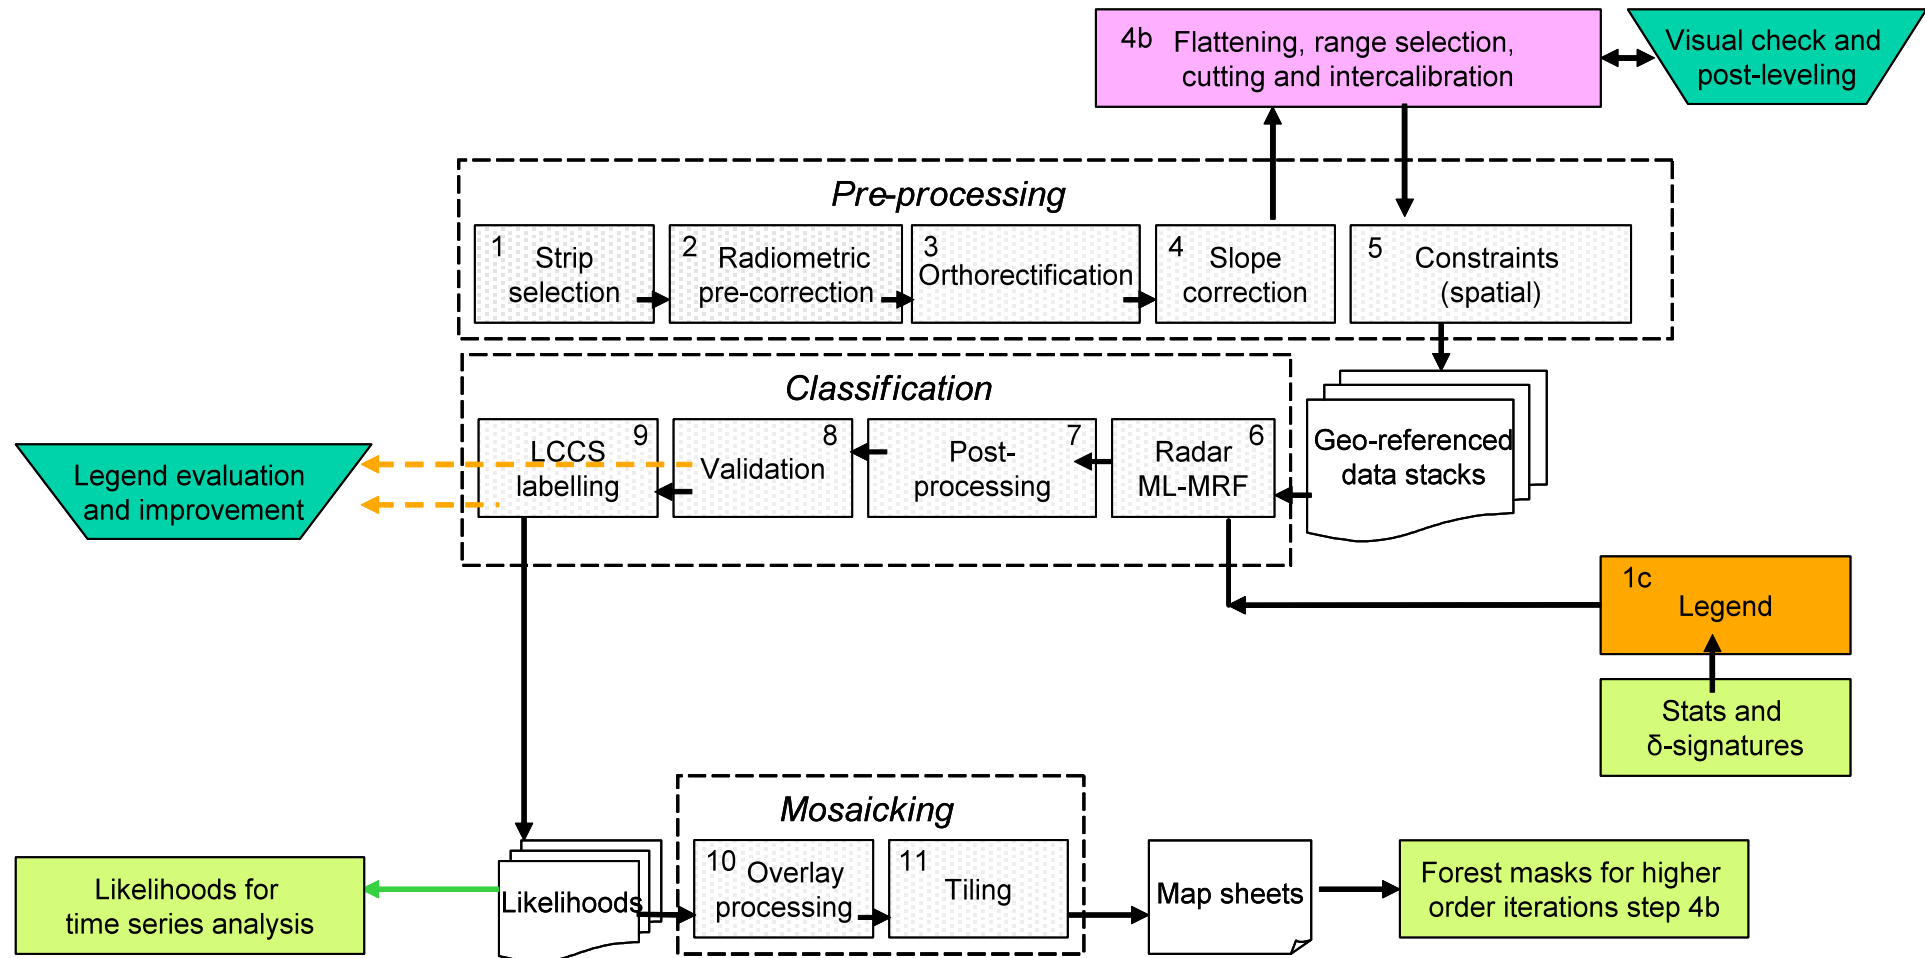 4b Flattening, range selection,
cutting and intercalibration
Visual check and
post-leveling
Pre-processing
1
Strip
selection
2
Radiometric
pre-correction
3
Orthorectification
4
Slope
correction
5
Constraints
(spatial)
Classification
9
LCCS
labelling
8
Validation
7
Post-
processing
6
Radar
ML-MRF
Geo-referenced
data stacks
Legend evaluation
and improvement
1c
Legend
Stats and
δ-signatures
Mosaicking
10
Overlay
processing
11
Tiling
Likelihoods for
time series analysis
Likelihoods
Map sheets
Forest masks for higher
order iterations step 4b